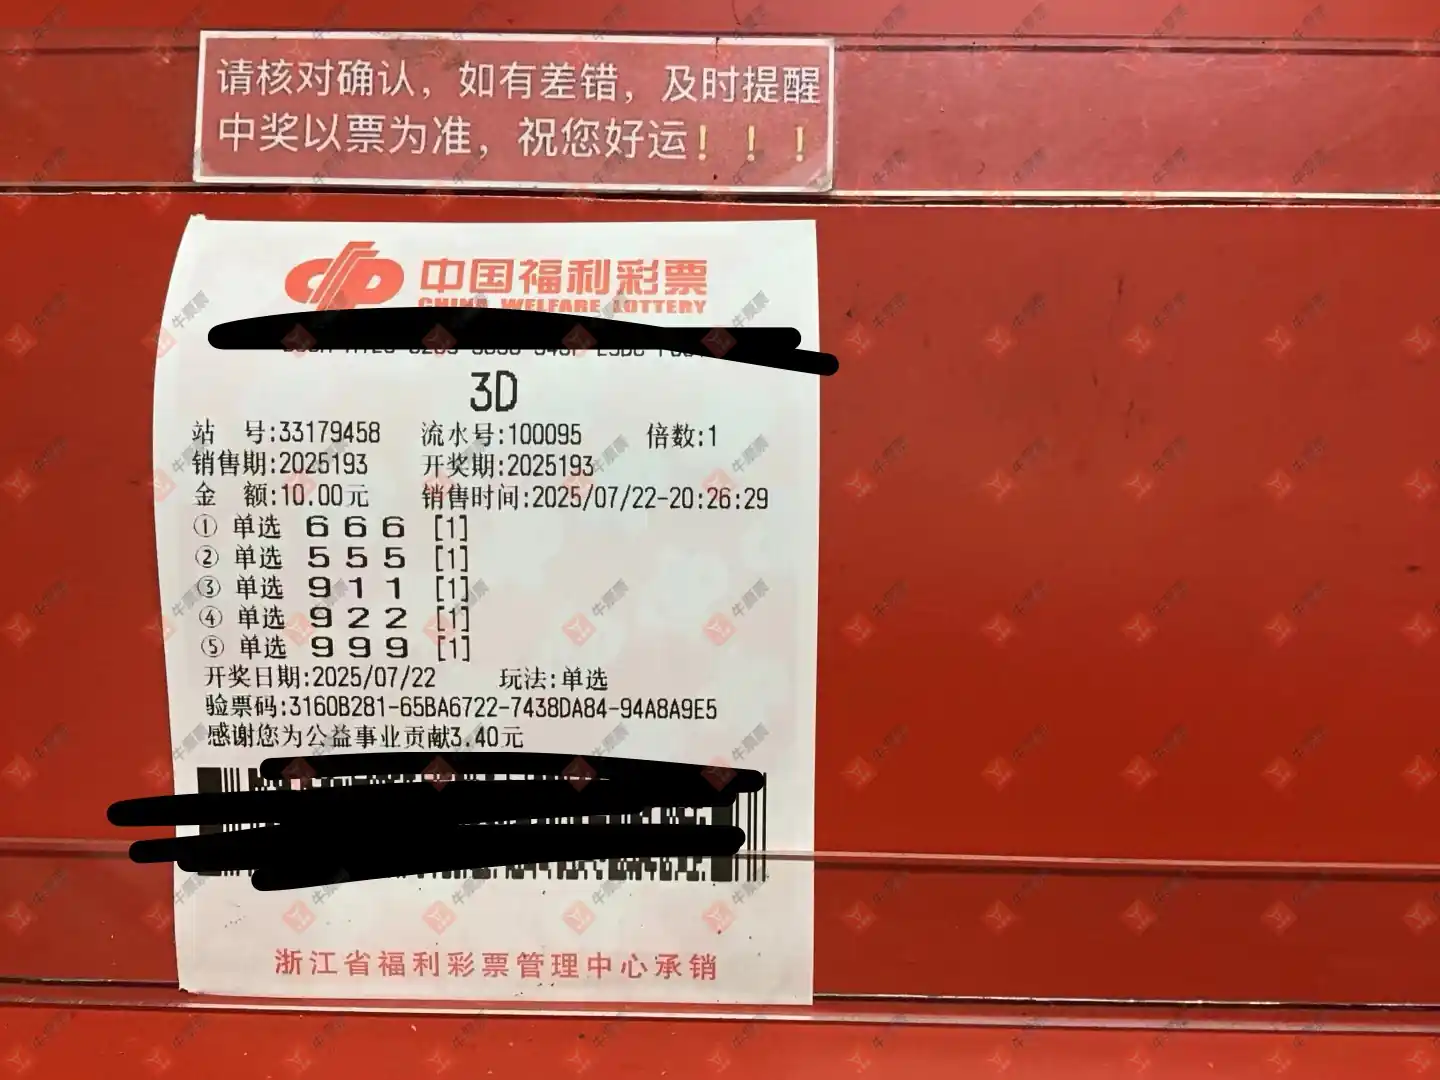 请核对确认，如有差错，及时提醒
中奖以票为准，祝您好运！！！
中国福利彩票
CHINA WELFARE LOTTERY
3D
站 号:33179458 流水号:100095 倍数:1
销售期:2025193 开奖期:2025193
金 额:10.00元 销售时间:2025/07/22-20:26:29
① 单选 6 6 6 [1]
② 单选 5 5 5 [1]
③ 单选 9 1 1 [1]
④ 单选 9 2 2 [1]
⑤ 单选 9 9 9 [1]
开奖日期:2025/07/22 玩法:单选
验票码:3160B281-65BA6722-7438DA84-94A8A9E5
感谢您为公益事业贡献3.40元
浙江省福利彩票管理中心承销
牛票票